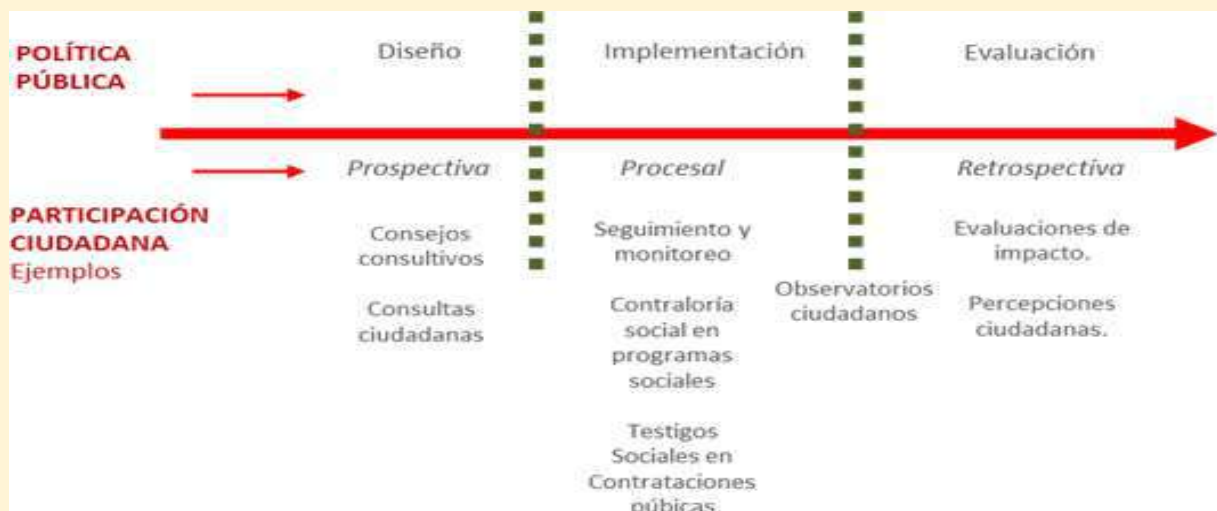 POLÍTICA
PÚBLICA
Diseño
Implementación
Evaluación
Prospectiva
Procesal
Retrospectiva
PARTICIPACIÓN
CIUDADANA
Ejemplos
Consejos
consultivos
Consultas
ciudadanas
Seguimiento y
monitoreo
Contraloría
social en
programas
sociales
Testigos
Sociales en
Contrataciones
púbicas
Observatorios
ciudadanos
Evaluaciones de
impacto.
Percepciones
ciudadanas.